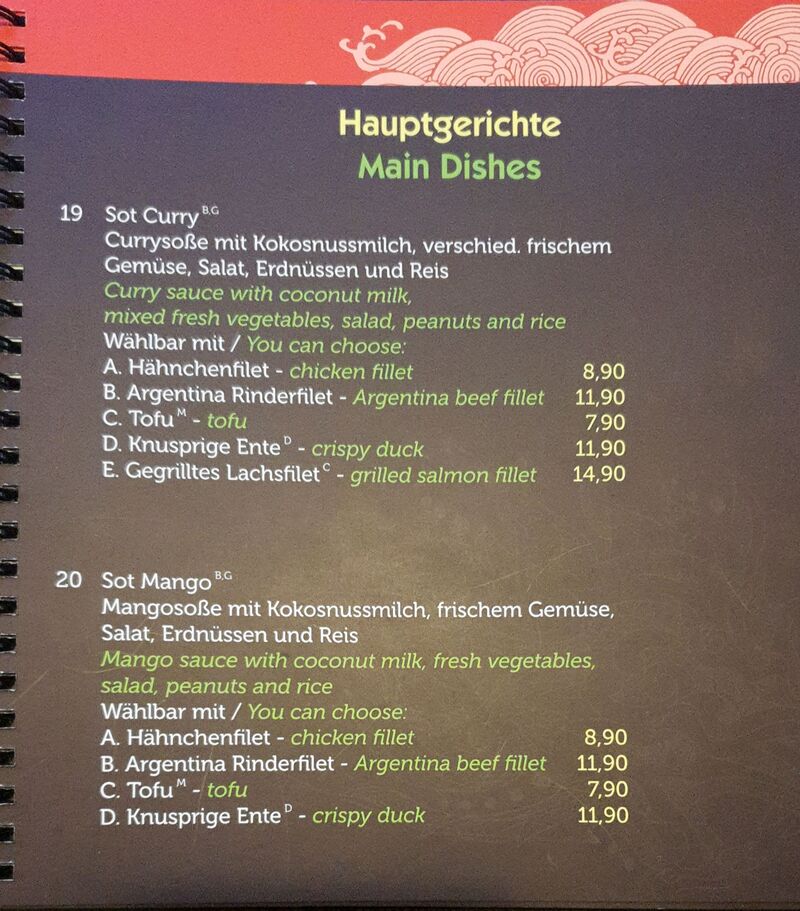 Hauptgerichte
Main Dishes
19 Sot Curry B,G
Currysoße mit Kokosnussmilch, verschied. frischem
Gemüse, Salat, Erdnüssen und Reis
Curry sauce with coconut milk,
mixed fresh vegetables, salad, peanuts and rice
Wählbar mit / You can choose:
A. Hähnchenfilet - chicken fillet 8,90
B. Argentina Rinderfilet - Argentina beef fillet 11,90
C. Tofu M - tofu 7,90
D. Knusprige Ente D - crispy duck 11,90
E. Gegrilltes Lachsfilet C - grilled salmon fillet 14,90
20 Sot Mango B,G
Mangosoße mit Kokosnussmilch, frischem Gemüse,
Salat, Erdnüssen und Reis
Mango sauce with coconut milk, fresh vegetables,
salad, peanuts and rice
Wählbar mit / You can choose:
A. Hähnchenfilet - chicken fillet 8,90
B. Argentina Rinderfilet - Argentina beef fillet 11,90
C. Tofu M - tofu 7,90
D. Knusprige Ente D - crispy duck 11,90